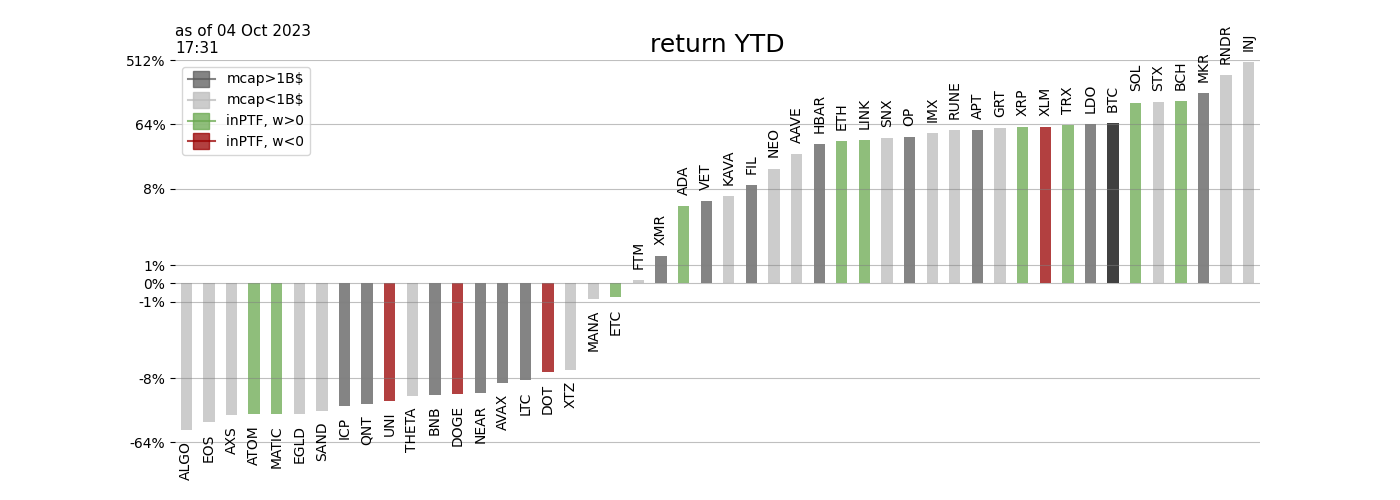 as of 04 Oct 2023
17:31
return YTD
512%
64%
8%
1%
0%
-1%
-8%
-64%
mcap>1B$
mcap<1B$
inPTF, w>0
inPTF, w<0
ALGO
EOS
AXS
ATOM
MATIC
EGLD
SAND
ICP
QNT
UNI
THETA
BNB
DOGE
NEAR
AVAX
LTC
DOT
XTZ
MANA
ETC
FTM
XMR
ADA
VET
KAVA
FIL
NEO
AAVE
HBAR
ETH
LINK
SNX
OP
IMX
RUNE
APT
GRT
XRP
XLM
TRX
LDO
BTC
SOL
STX
BCH
MKR
RNDR
INJ